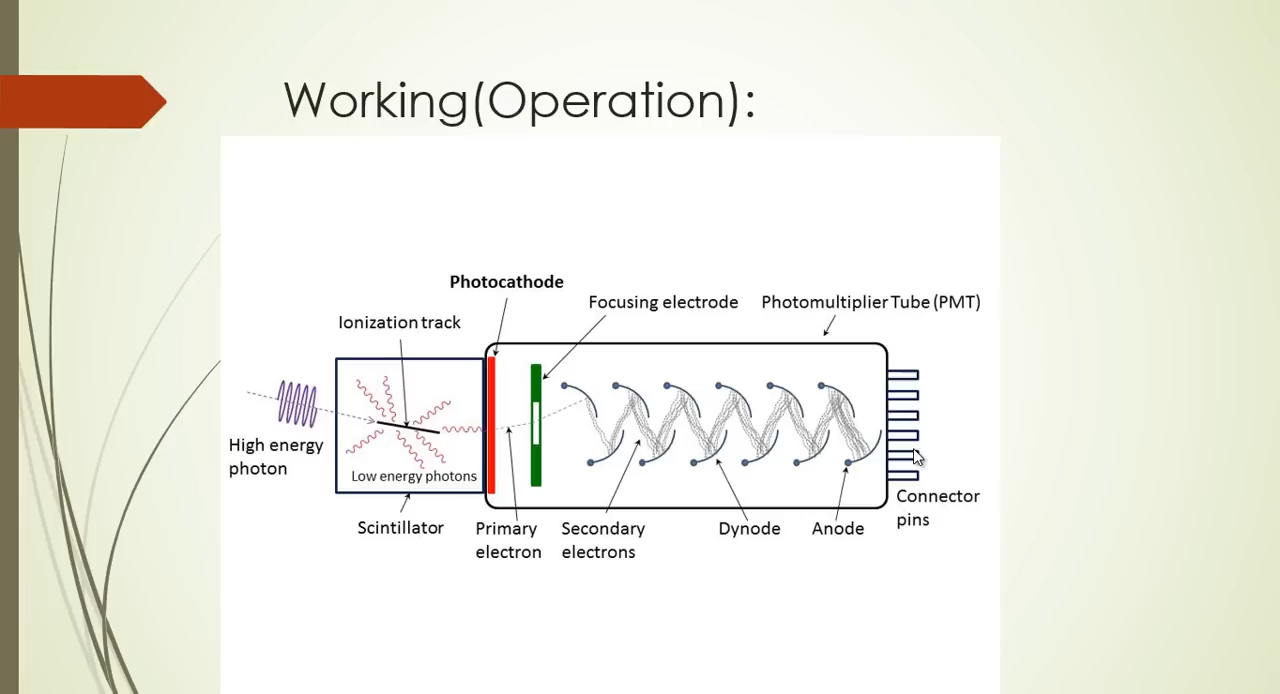 Working(Operation):
Photocathode
Focusing electrode
Photomultiplier Tube (PMT)
Ionization track
High energy
photon
Low energy photons
Scintillator
Primary
electron
Secondary
electrons
Dynode
Anode
Connector
pins